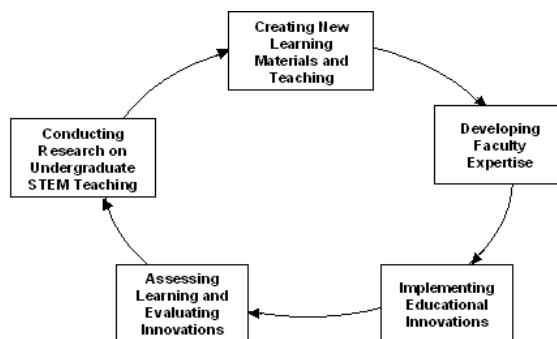 Creating New
Learning
Materials and
Teaching
Developing
Faculty
Expertise
Implementing
Educational
Innovations
Assessing
Learning and
Evaluating
Innovations
Conducting
Research on
Undergraduate
STEM Teaching